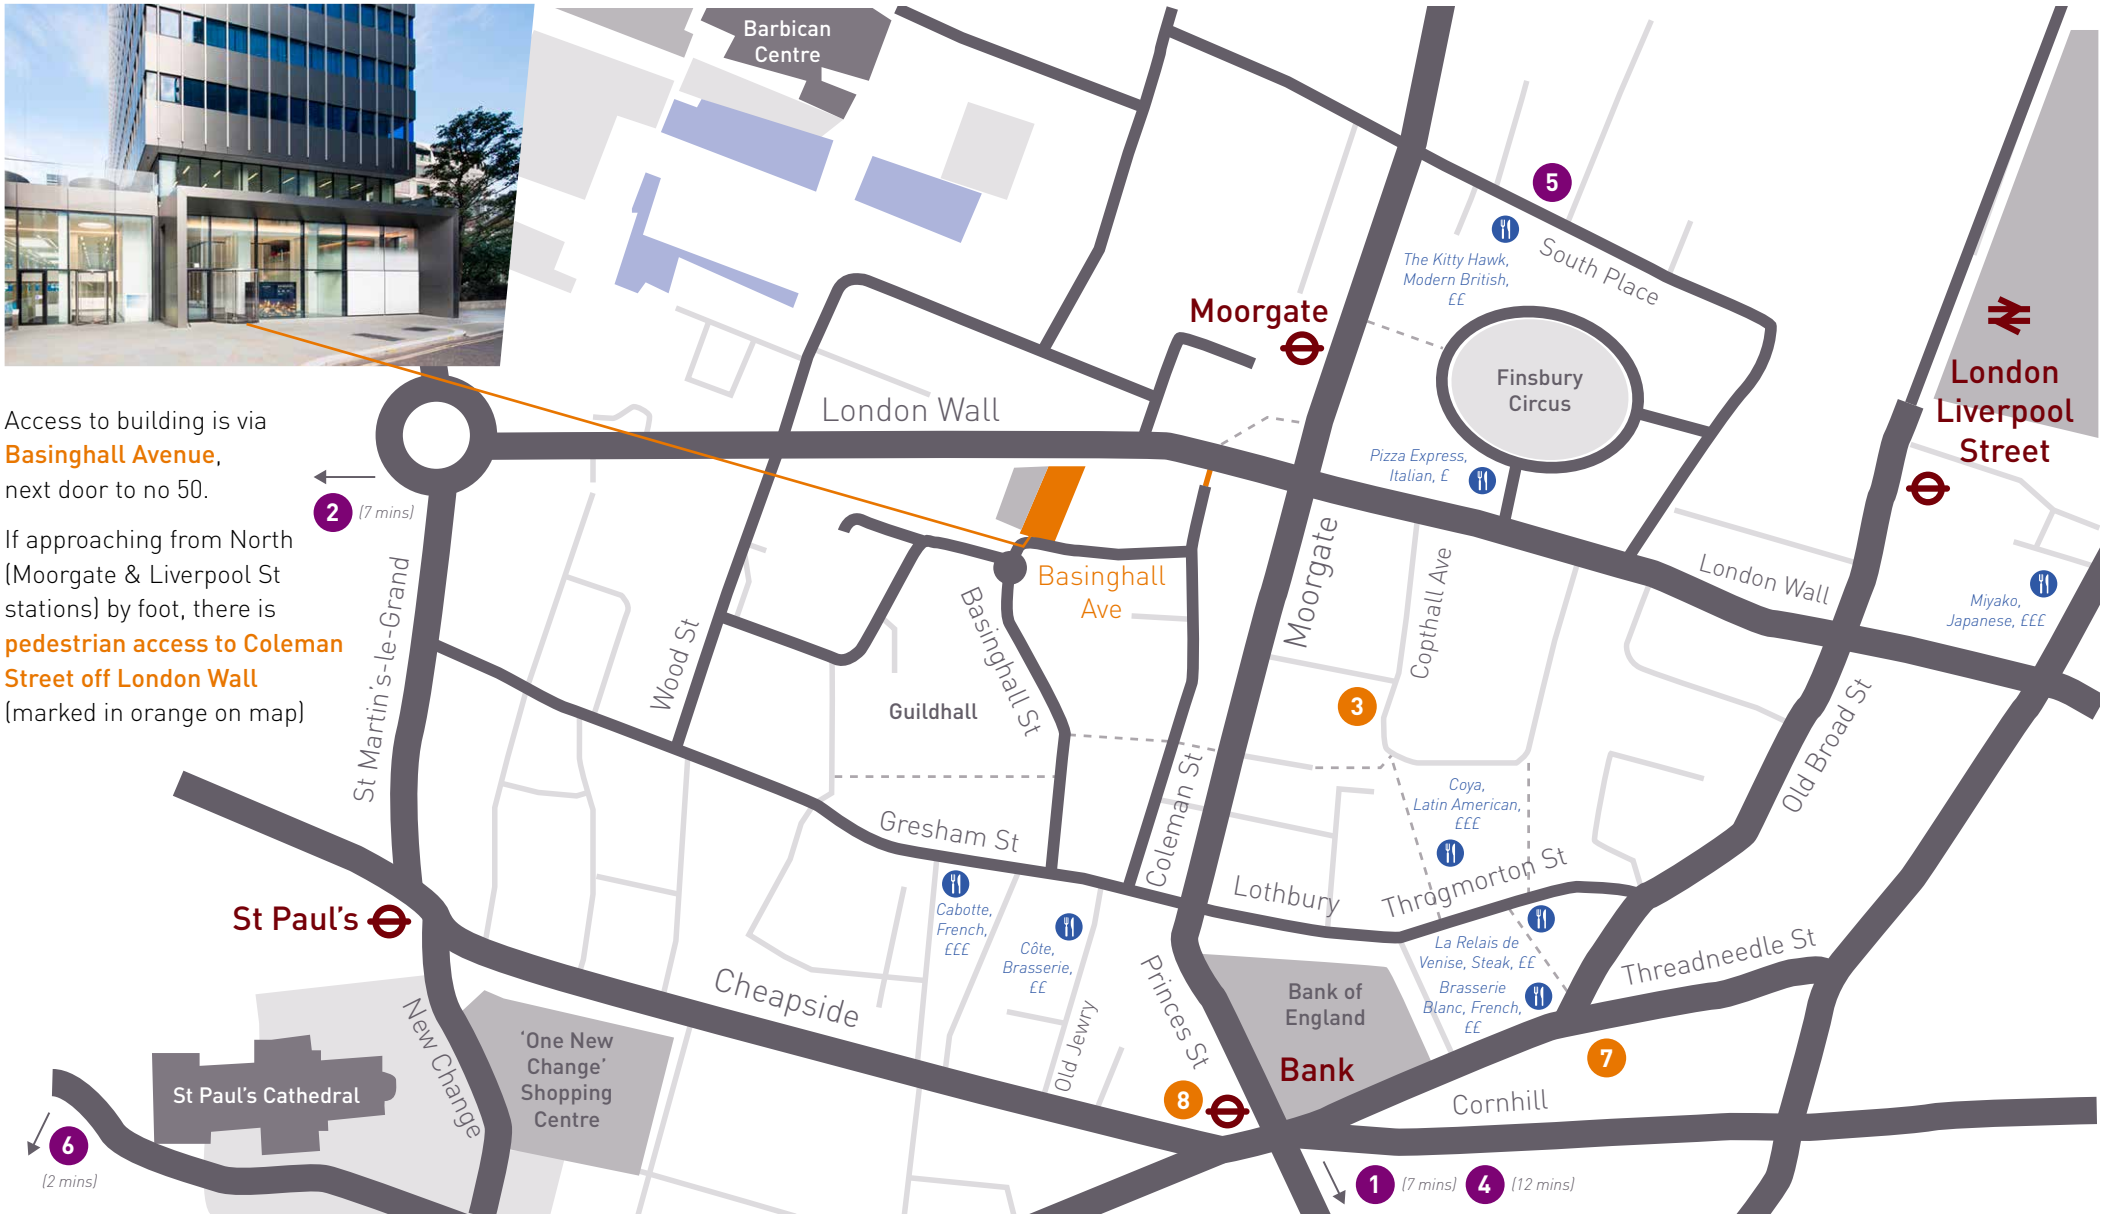 Barbican
Centre
5
South Place
The Kitty Hawk,
Modern British,
££
Moorgate
Finsbury
Circus
London
Liverpool
Street
London Wall
Access to building is via
Basinghall Avenue,
next door to no 50.
2
(7 mins)
If approaching from North
(Moorgate & Liverpool St
stations) by foot, there is
pedestrian access to Coleman
Street off London Wall
(marked in orange on map)
Pizza Express,
Italian, £
Moorgate
Copthall Ave
London Wall
Miyako,
Japanese, £££
Basinghall
Ave
Basinghall St
St Martin's-le-Grand
Wood St
Guildhall
3
Old Broad St
Coleman St
Coya,
Latin American,
£££
Gresham St
Lothbury
Throgmorton St
St Paul's
Cabotte,
French,
£££
Côte,
Brasserie,
££
La Relais de
Venise, Steak, ££
Brasserie
Blanc, French,
££
Threadneedle St
Cheapside
Princes St
Bank of
England
Bank
New Change
'One New
Change'
Shopping
Centre
Old Jewry
7
8
Cornhill
St Paul's Cathedral
6
(2 mins)
1
(7 mins)
4
(12 mins)